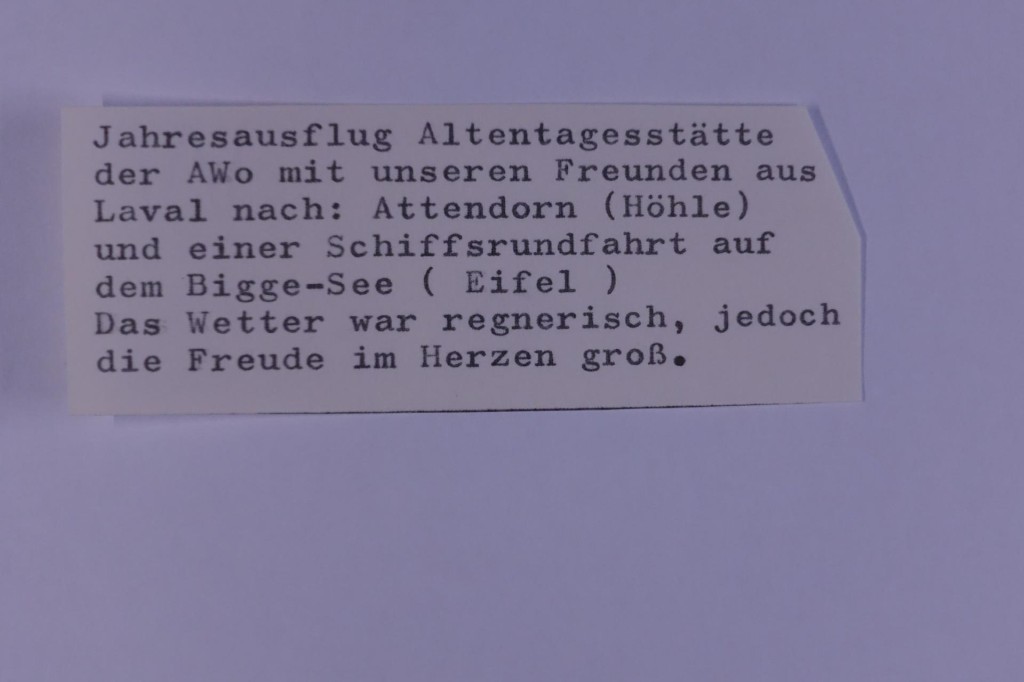 Jahresausflug Altentagesstätte
der AWo mit unseren Freunden aus
Laval nach: Attendorn (Höhle)
und einer Schiffsrundfahrt auf
dem Bigge-See ( Eifel )
Das Wetter war regnerisch, jedoch
die Freude im Herzen groß.